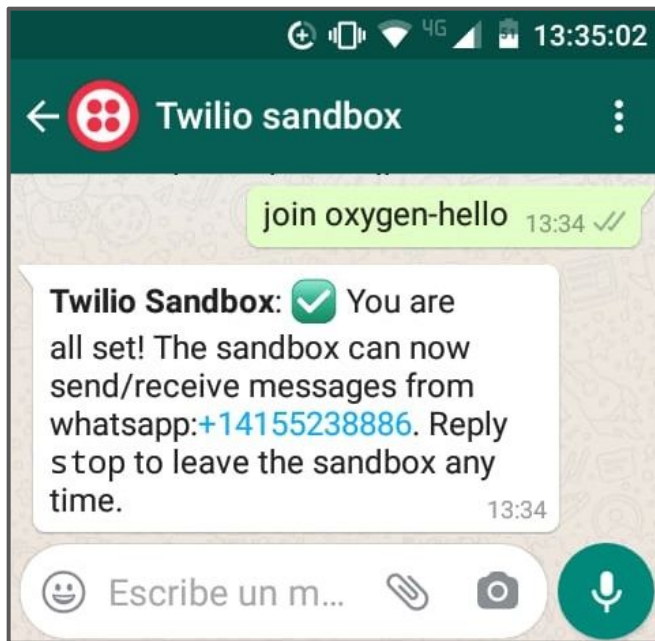 4G 51 13:35:02
Twilio sandbox
join oxygen-hello 13:34
Twilio Sandbox: ✅ You are
all set! The sandbox can now
send/receive messages from
whatsapp:+14155238886. Reply
stop to leave the sandbox any
time. 13:34
Escribe un m...